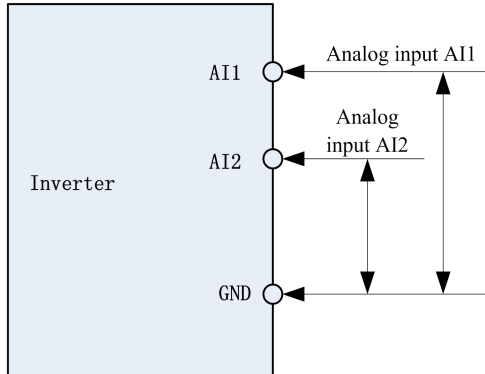 Analog input AI1
AI1
Analog
input AI2
AI2
Inverter
GND